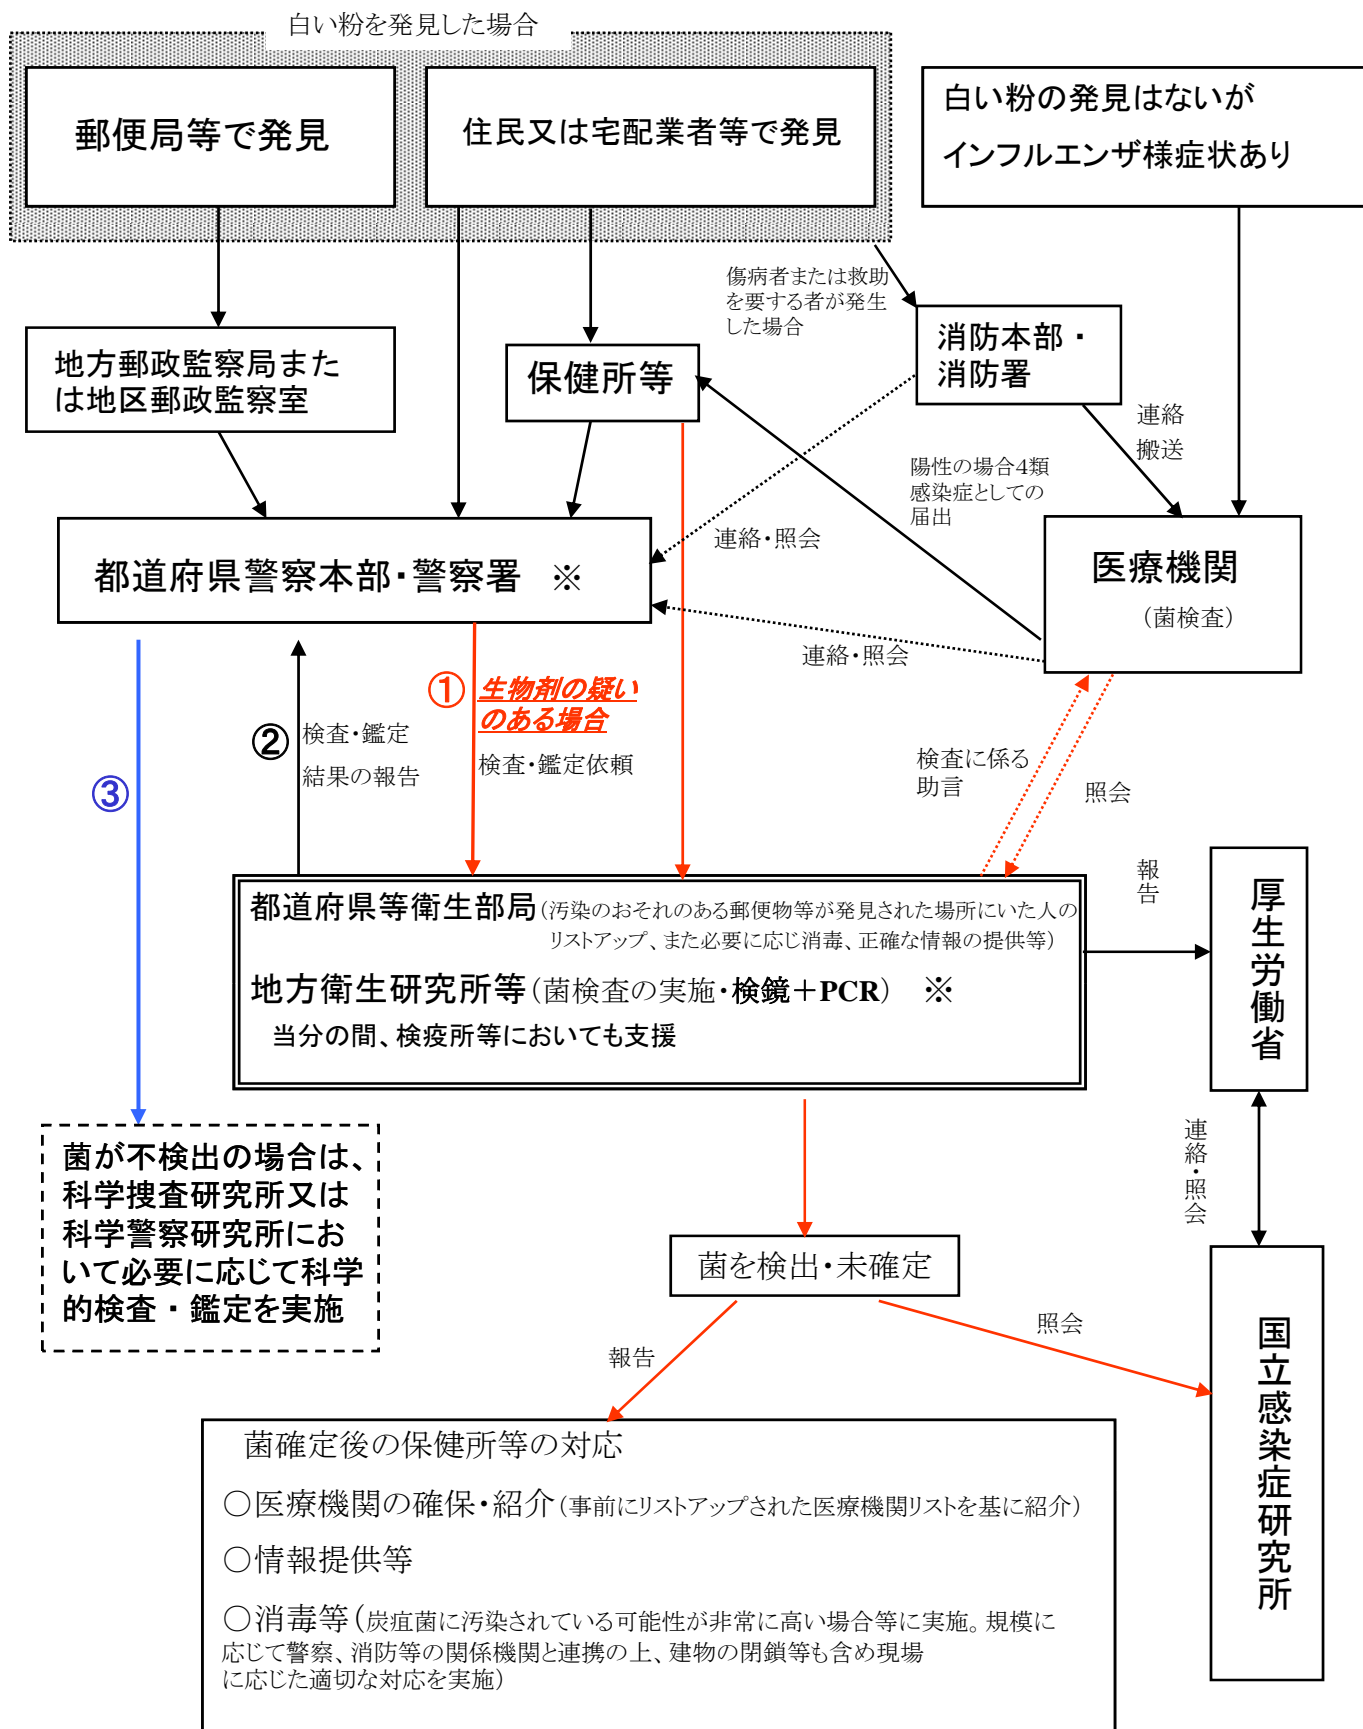 白い粉を発見した場合
郵便局等で発見
住民又は宅配業者等で発見
白い粉の発見はないが
インフルエンザ様症状あり
傷病者または救助
を要する者が発生
した場合
地方郵政監察局また
は地区郵政監察室
保健所等
消防本部・
消防署
連絡
搬送
陽性の場合4類
感染症としての
届出
都道府県警察本部・警察署 ※
連絡・照会
医療機関
(菌検査)
連絡・照会
① 生物剤の疑い
のある場合
検査・鑑定依頼
② 検査・鑑定
結果の報告
③
検査に係る
助言
照会
都道府県等衛生部局(汚染のおそれのある郵便物等が発見された場所にいた人の
リストアップ、また必要に応じ消毒、正確な情報の提供等)
地方衛生研究所等(菌検査の実施・検鏡+PCR) ※
当分の間、検疫所等においても支援
報告
厚生労働省
連絡・照会
菌が不検出の場合は、
科学捜査研究所又は
科学警察研究所にお
いて必要に応じて科学
的検査・鑑定を実施
菌を検出・未確定
報告
照会
国立感染症研究所
菌確定後の保健所等の対応
○医療機関の確保・紹介(事前にリストアップされた医療機関リストを基に紹介)
○情報提供等
○消毒等(炭疽菌に汚染されている可能性が非常に高い場合等に実施。規模に
応じて警察、消防等の関係機関と連携の上、建物の閉鎖等も含め現場
に応じた適切な対応を実施)